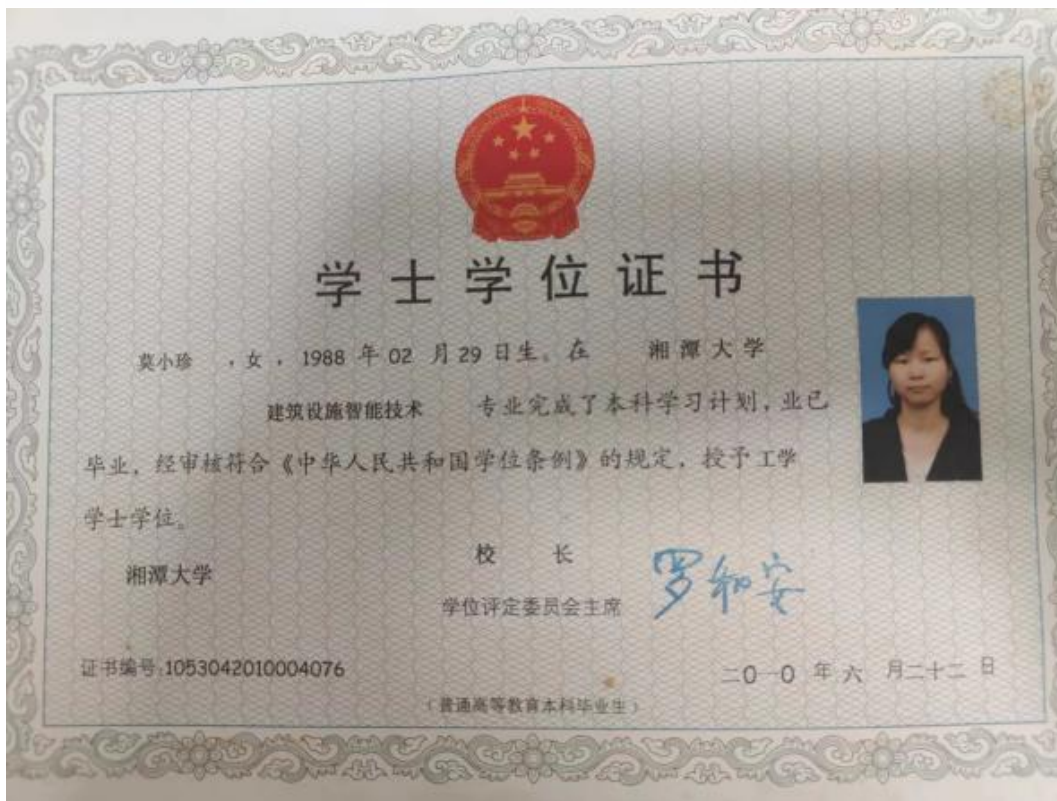 学士学位证书
莫小珍 ,女,1988 年 02 月 29 日生。在 湘潭大学
建筑设施智能技术 专业完成了本科学习计划,业已
毕业,经审核符合《中华人民共和国学位条例》的规定,授予 工学
学士学位。
湘潭大学
校 长
学位评定委员会主席
罗和安
证书编号:1053042010004076
二0一0 年 六 月二十二 日
(普通高等教育本科毕业生)